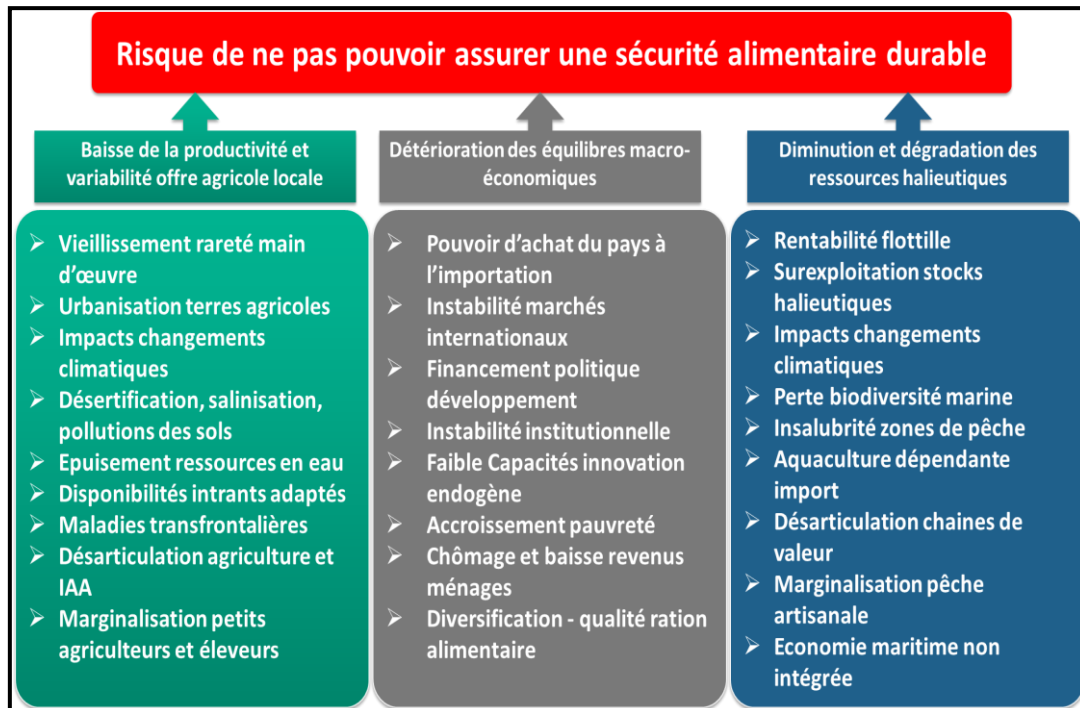 Risque de ne pas pouvoir assurer une sécurité alimentaire durable
Baisse de la productivité et
variabilité offre agricole locale
➢ Vieillissement rareté main
d'œuvre
➢ Urbanisation terres agricoles
➢ Impacts changements
climatiques
➢ Désertification, salinisation,
pollutions des sols
➢ Epuisement ressources en eau
➢ Disponibilités intrants adaptés
➢ Maladies transfrontalières
➢ Désarticulation agriculture et
IAA
➢ Marginalisation petits
agriculteurs et éleveurs
Détérioration des équilibres macro-
économiques
➢ Pouvoir d'achat du pays à
l'importation
➢ Instabilité marchés
internationaux
➢ Financement politique
développement
➢ Instabilité institutionnelle
➢ Faible Capacités innovation
endogène
➢ Accroissement pauvreté
➢ Chômage et baisse revenus
ménages
➢ Diversification - qualité ration
alimentaire
Diminution et dégradation des
ressources halieutiques
➢ Rentabilité flottille
➢ Surexploitation stocks
halieutiques
➢ Impacts changements
climatiques
➢ Perte biodiversité marine
➢ Insalubrité zones de pêche
➢ Aquaculture dépendante
import
➢ Désarticulation chaines de
valeur
➢ Marginalisation pêche
artisanale
➢ Economie maritime non
intégrée